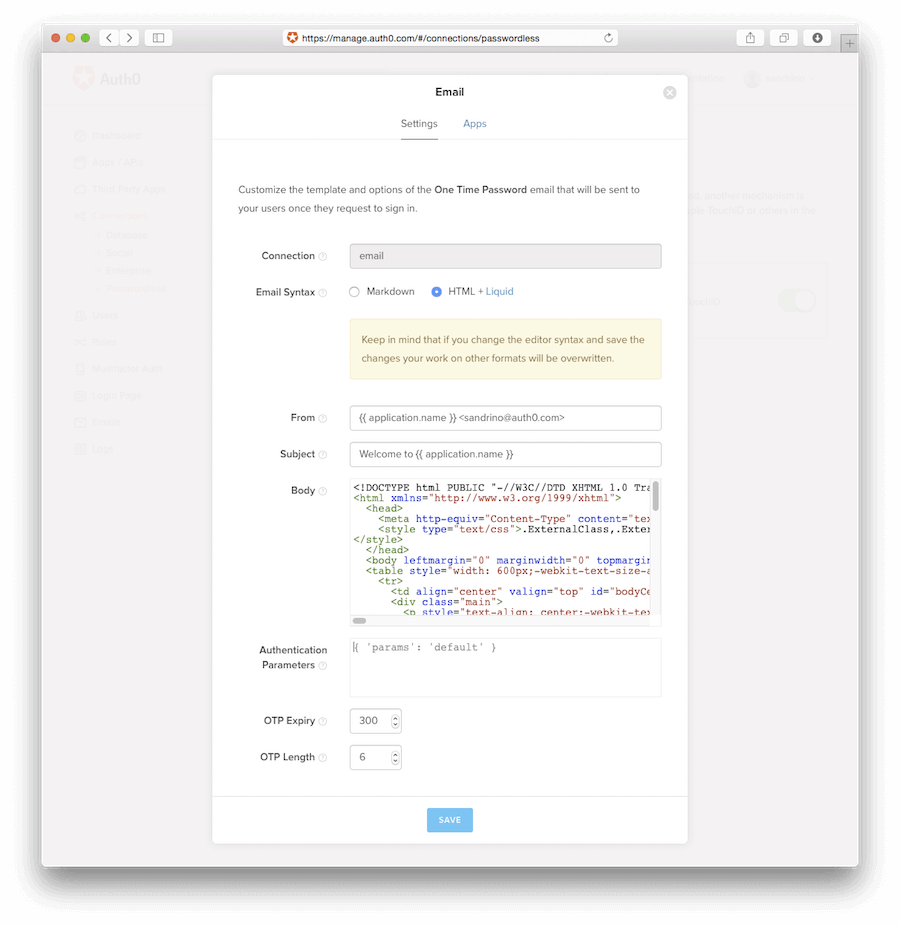 https://manage.auth0.com/#/connections/passwordless
Auth0
Email
Settings Apps
Customize the template and options of the One Time Password email that will be sent to
your users once they request to sign in.
Connection email
Email Syntax Markdown HTML + Liquid
Keep in mind that if you change the editor syntax and save the
changes your work on other formats will be overwritten.
From {{ application.name }} <sandrino@auth0.com>
Subject Welcome to {{ application.name }}
Body
<!DOCTYPE html PUBLIC "-//W3C//DTD XHTML 1.0 Tra
<html xmlns="http://www.w3.org/1999/xhtml">
<head>
<meta http-equiv="Content-Type" content="tex
<style type="text/css">.ExternalClass,.Exter
</style>
</head>
<body leftmargin="0" marginwidth="0" topmargin
<table style="width: 600px;-webkit-text-size-a
<tr>
<td align="center" valign="top" id="bodyCe
<div class="main">
<p style="text-align: center;-webkit-tex
Authentication
Parameters
{ 'params': 'default' }
OTP Expiry 300
OTP Length 6
SAVE